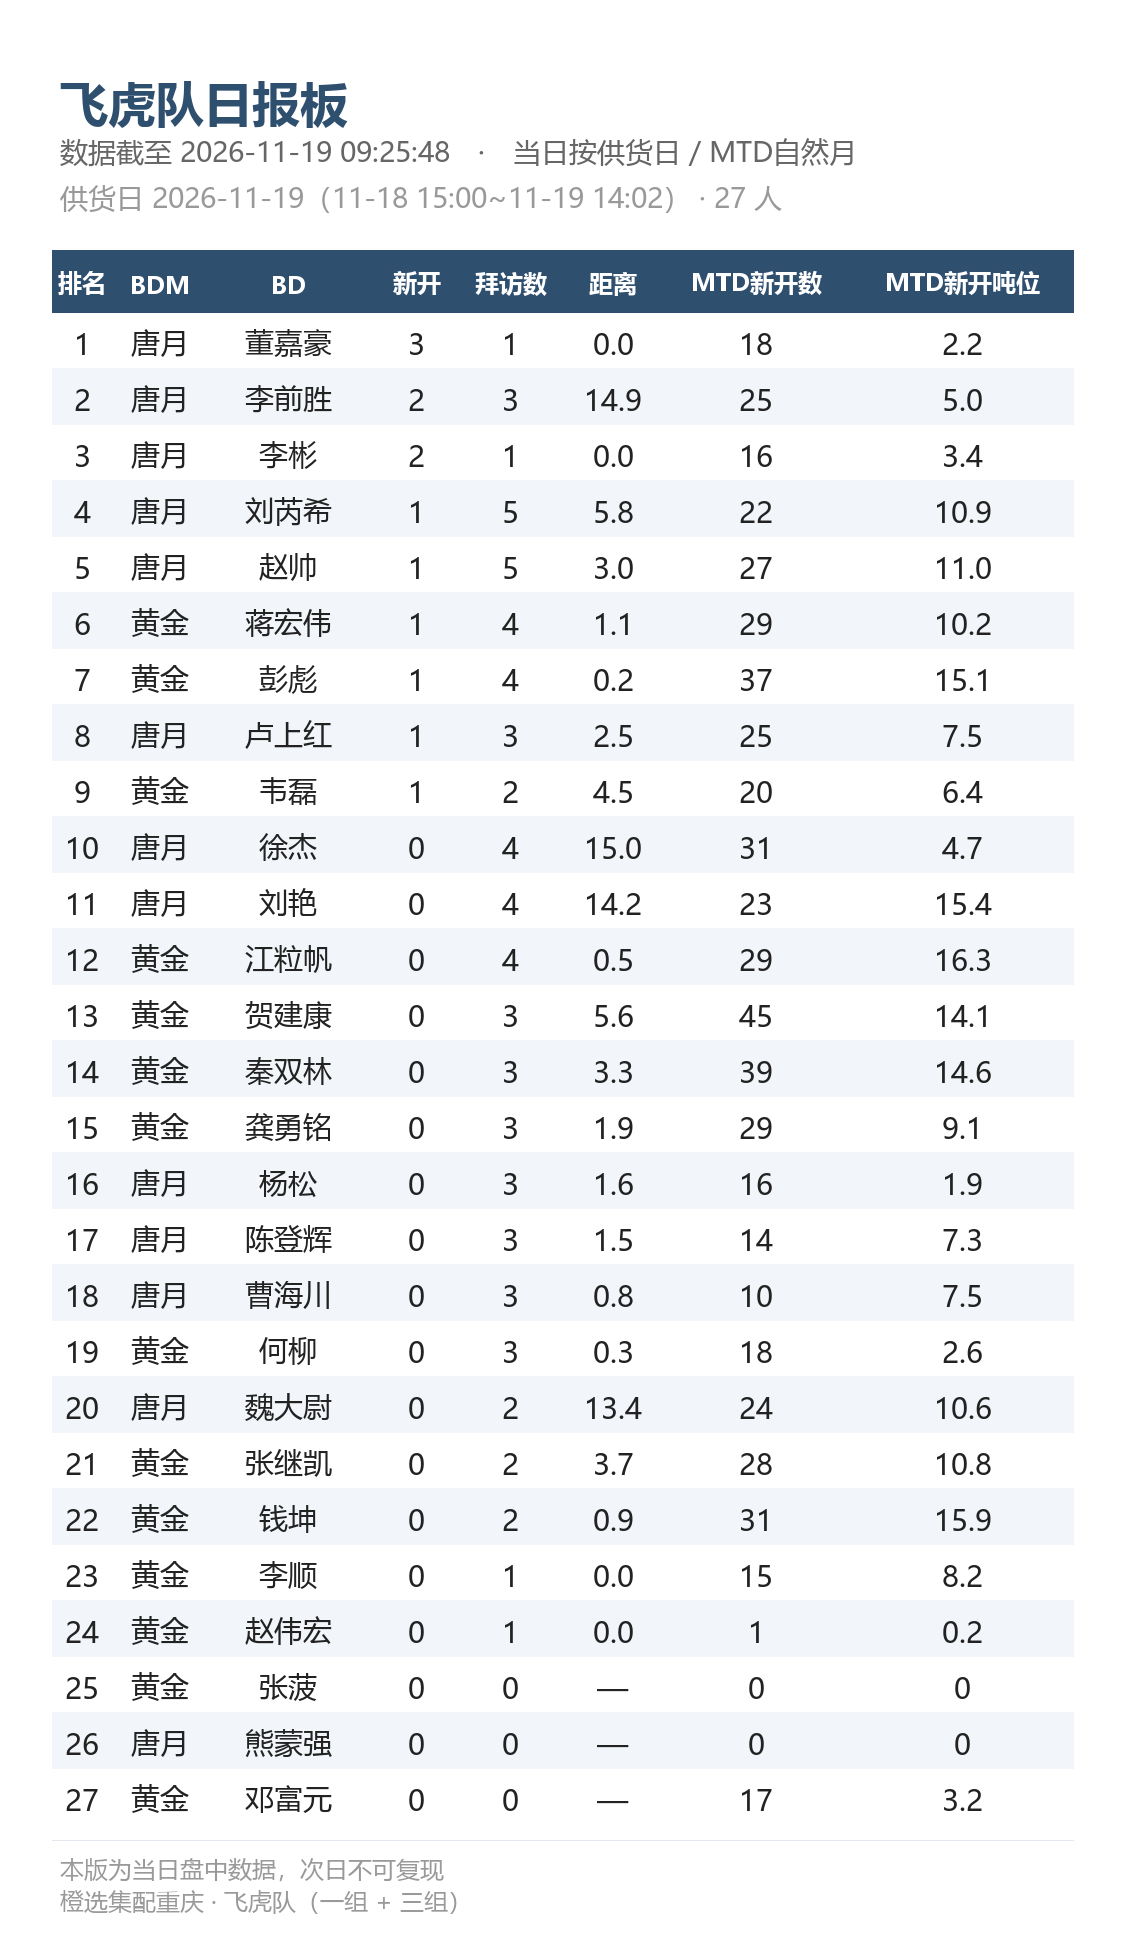 飞虎队日报板
数据截至 2026-11-19 09:25:48 · 当日按供货日 / MTD自然月
供货日 2026-11-19（11-18 15:00~11-19 14:02）· 27 人
排名 BDM BD 新开 拜访数 距离 MTD新开数 MTD新开吨位
1 唐月 董嘉豪 3 1 0.0 18 2.2
2 唐月 李前胜 2 3 14.9 25 5.0
3 唐月 李彬 2 1 0.0 16 3.4
4 唐月 刘芮希 1 5 5.8 22 10.9
5 唐月 赵帅 1 5 3.0 27 11.0
6 黄金 蒋宏伟 1 4 1.1 29 10.2
7 黄金 彭彪 1 4 0.2 37 15.1
8 唐月 卢上红 1 3 2.5 25 7.5
9 黄金 韦磊 1 2 4.5 20 6.4
10 唐月 徐杰 0 4 15.0 31 4.7
11 唐月 刘艳 0 4 14.2 23 15.4
12 黄金 江粒帆 0 4 0.5 29 16.3
13 黄金 贺建康 0 3 5.6 45 14.1
14 黄金 秦双林 0 3 3.3 39 14.6
15 黄金 龚勇铭 0 3 1.9 29 9.1
16 唐月 杨松 0 3 1.6 16 1.9
17 唐月 陈登辉 0 3 1.5 14 7.3
18 唐月 曹海川 0 3 0.8 10 7.5
19 黄金 何柳 0 3 0.3 18 2.6
20 唐月 魏大尉 0 2 13.4 24 10.6
21 黄金 张继凯 0 2 3.7 28 10.8
22 黄金 钱坤 0 2 0.9 31 15.9
23 黄金 李顺 0 1 0.0 15 8.2
24 黄金 赵伟宏 0 1 0.0 1 0.2
25 黄金 张菠 0 0 — 0 0
26 唐月 熊蒙强 0 0 — 0 0
27 黄金 邓富元 0 0 — 17 3.2
本版为当日盘中数据，次日不可复现
橙选集配重庆 · 飞虎队（一组 + 三组）